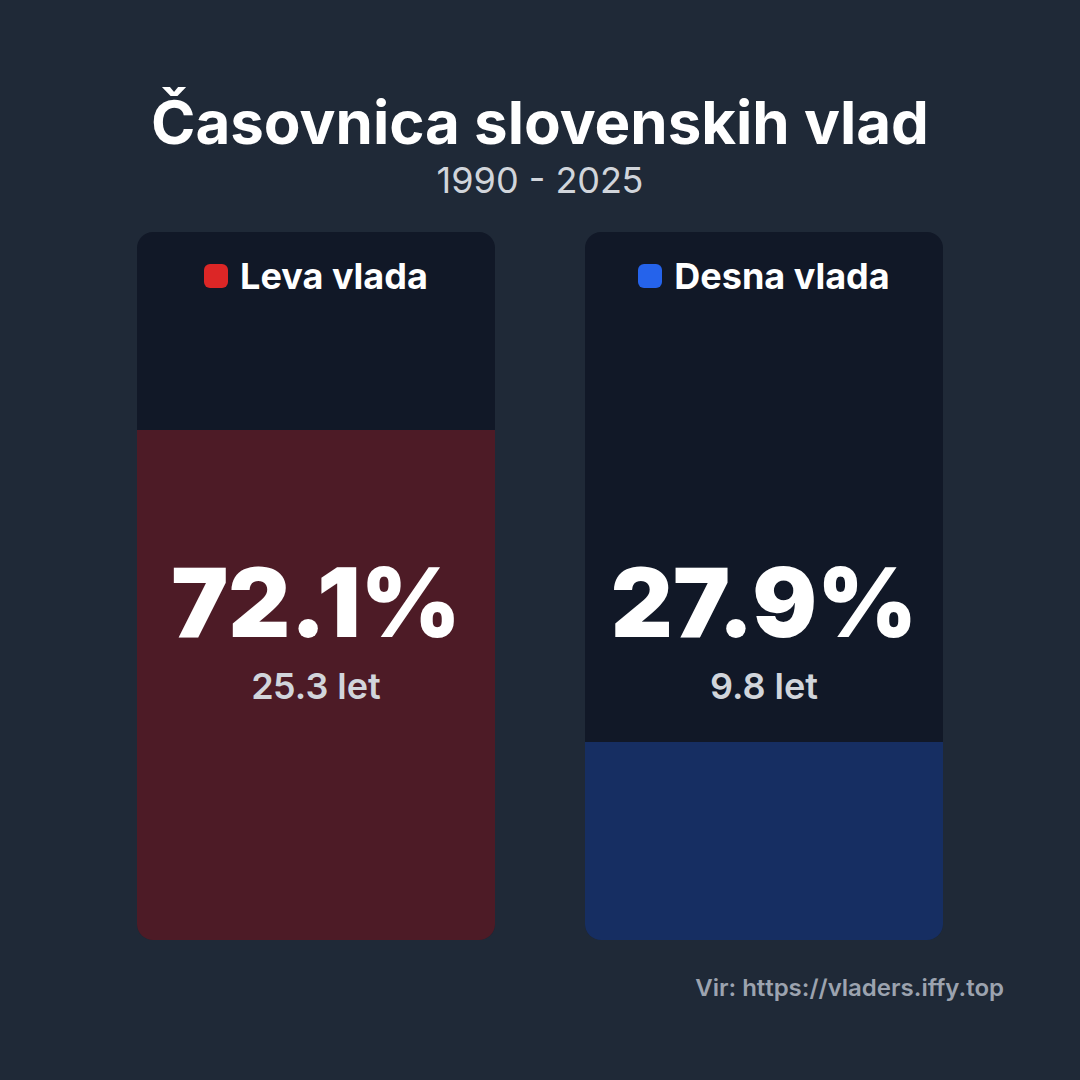 Časovnica slovenskih vlad
1990 - 2025
Leva vlada
72.1%
25.3 let
Desna vlada
27.9%
9.8 let
Vir: https://vladers.iffy.top